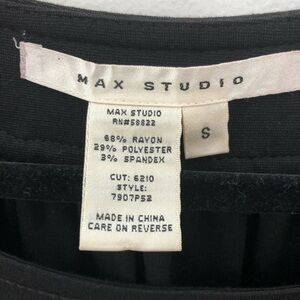 MAX STUDIO
S
MAX STUDIO
RN#58822
68% RAYON
29% POLYESTER
3% SPANDEX
CUT: 6210
STYLE:
7907P52
MADE IN CHINA
CARE ON REVERSE